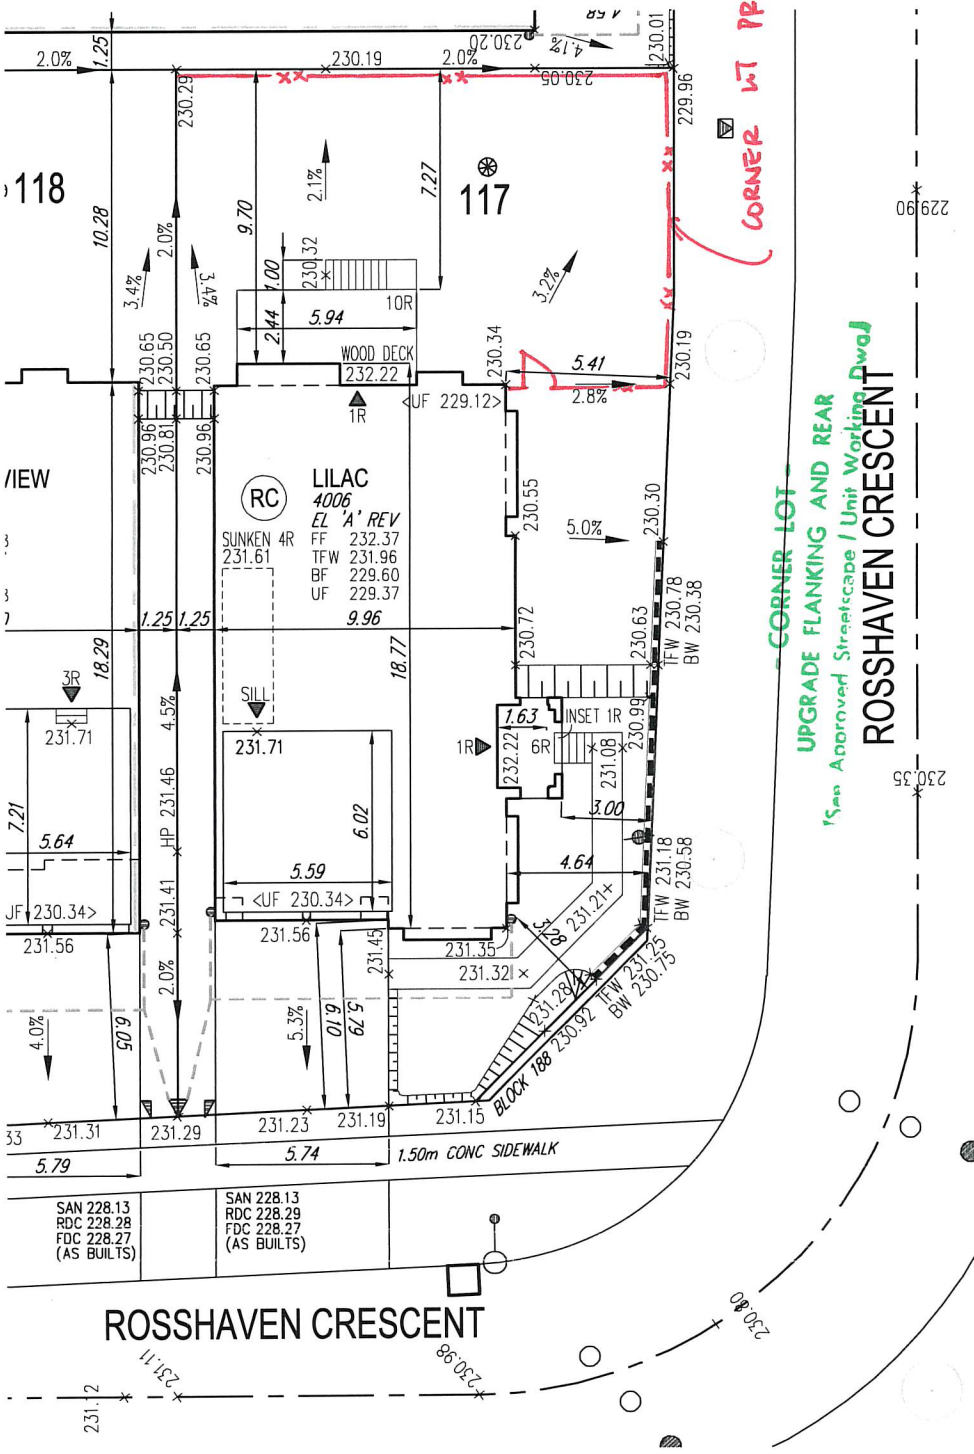 4.58
230.01
1.25
2.0%
230.19
2.0%
230.20
4.1%
230.05
230.29
229.96
CORNER LT PR
118
117
10.28
9.70
2.1%
7.27
229.90
2.0%
3.4%
3.4%
1.00
230.32
3.2%
10R
5.94
2.44
230.65
230.50
230.65
WOOD DECK
232.22
230.34
5.41
230.19
2.8%
1R
<UF 229.12>
230.96
230.81
230.96
VIEW
RC
LILAC
4006
EL 'A' REV
SUNKEN 4R
231.61
FF 232.37
TFW 231.96
BF 229.60
UF 229.37
230.55
5.0%
230.30
- CORNER LOT -
UPGRADE FLANKING AND REAR
Approved Streetscape / Unit Working
ROSSHAVEN CRESCENT
1.25
1.25
9.96
18.29
18.77
230.72
230.63
TFW 230.78
BW 230.38
3R
231.71
4.5%
SILL
231.71
1.63
INSET 1R
230.99
1R
232.22
6R
231.08
230.35
7.21
5.64
HP 231.46
6.02
3.00
5.59
4.64
TFW 231.18
BW 230.58
UF 230.34>
231.41
<UF 230.34>
231.21+
231.56
231.56
231.45
231.35
3.28
231.32
TFW 231.25
BW 230.75
2.0%
231.28
230.92
4.0%
6.05
5.3%
6.10
5.79
BLOCK 188
33
231.31
231.29
231.23
231.19
231.15
5.79
5.74
1.50m CONC SIDEWALK
SAN 228.13
RDC 228.28
FDC 228.27
(AS BUILTS)
SAN 228.13
RDC 228.29
FDC 228.27
(AS BUILTS)
ROSSHAVEN CRESCENT
230.80
231.11
230.98
231.12